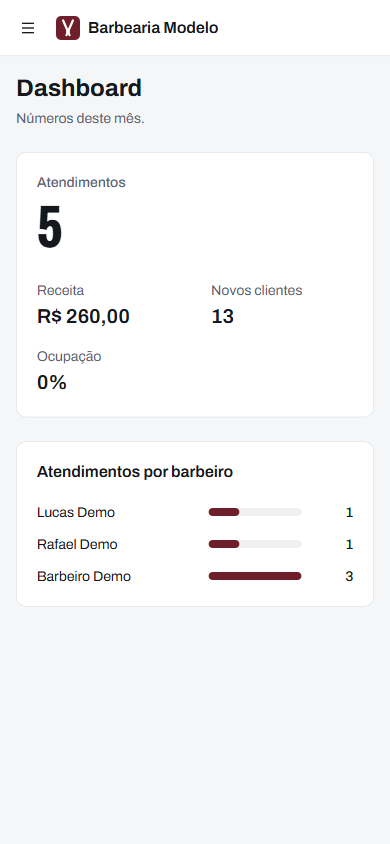 Barbearia Modelo
Dashboard
Números deste mês.
Atendimentos
5
Receita
Novos clientes
R$ 260,00
13
Ocupação
0%
Atendimentos por barbeiro
Lucas Demo 1
Rafael Demo 1
Barbeiro Demo 3